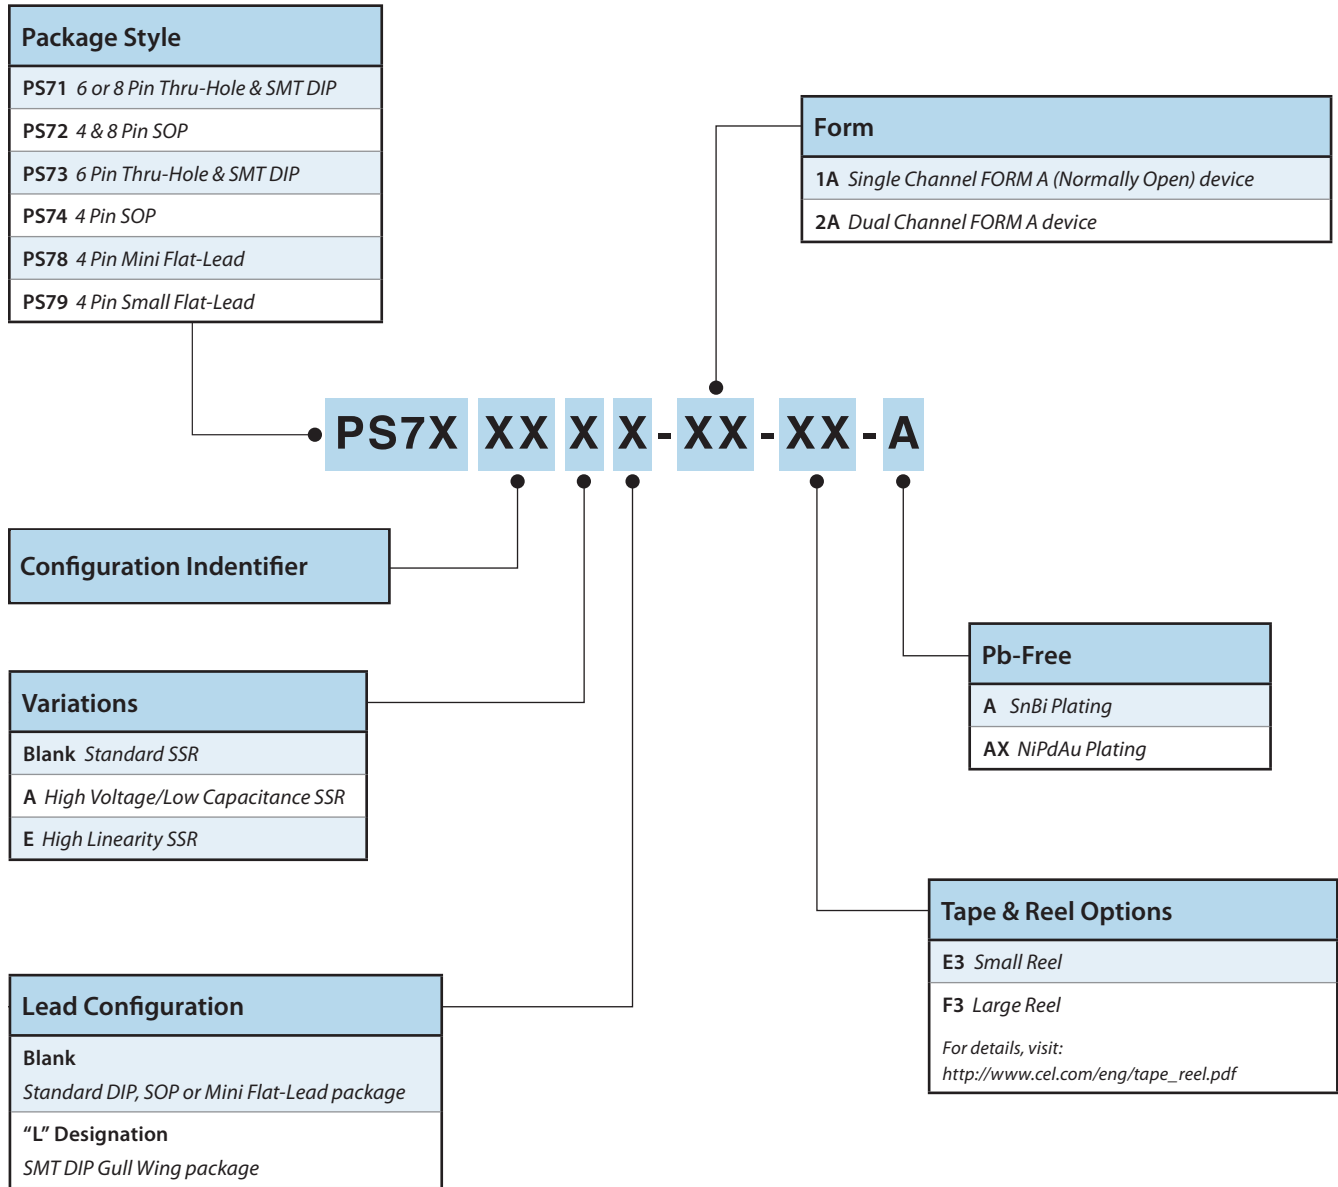 Package Style
PS71 6 or 8 Pin Thru-Hole & SMT DIP
PS72 4 & 8 Pin SOP
PS73 6 Pin Thru-Hole & SMT DIP
PS74 4 Pin SOP
PS78 4 Pin Mini Flat-Lead
PS79 4 Pin Small Flat-Lead
Form
1A Single Channel FORM A (Normally Open) device
2A Dual Channel FORM A device
PS7X XX X X - XX - XX - A
Configuration Indentifier
Variations
Blank Standard SSR
A High Voltage/Low Capacitance SSR
E High Linearity SSR
Pb-Free
A SnBi Plating
AX NiPdAu Plating
Lead Configuration
Blank
Standard DIP, SOP or Mini Flat-Lead package
“L” Designation
SMT DIP Gull Wing package
Tape & Reel Options
E3 Small Reel
F3 Large Reel
For details, visit:
http://www.cel.com/eng/tape_reel.pdf